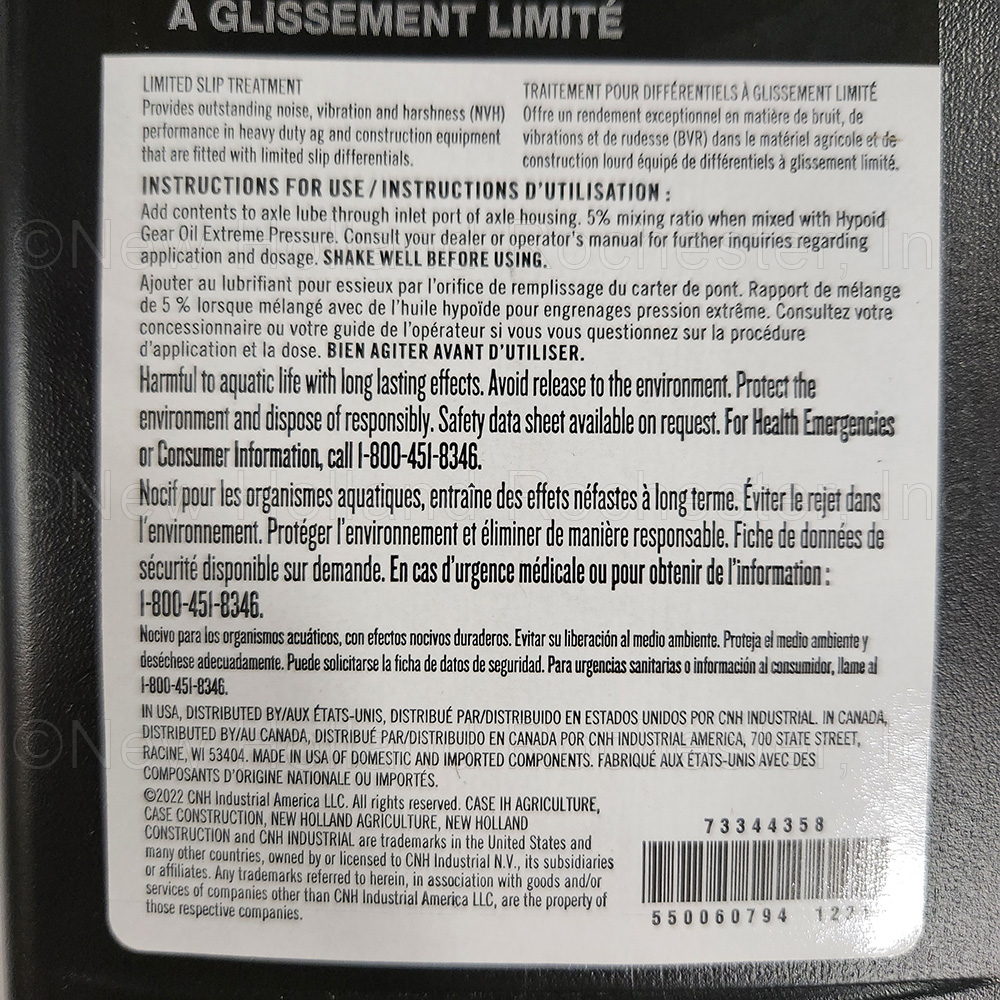 À GLISSEMENT LIMITÉ
LIMITED SLIP TREATMENT
Provides outstanding noise, vibration and harshness (NVH)
performance in heavy duty ag and construction equipment
that are fitted with limited slip differentials.
TRAITEMENT POUR DIFFÉRENTIELS À GLISSEMENT LIMITÉ
Offre un rendement exceptionnel en matière de bruit, de
vibrations et de rudesse (BVR) dans le matériel agricole et de
construction lourd équipé de différentiels à glissement limité.
INSTRUCTIONS FOR USE / INSTRUCTIONS D'UTILISATION :
Add contents to axle lube through inlet port of axle housing. 5% mixing ratio when mixed with Hypoid
Gear Oil Extreme Pressure. Consult your dealer or operator's manual for further inquiries regarding
application and dosage. SHAKE WELL BEFORE USING.
Ajouter au lubrifiant pour essieux par l'orifice de remplissage du carter de pont. Rapport de mélange
de 5 % lorsque mélangé avec de l'huile hypoïde pour engrenages pression extrême. Consultez votre
concessionnaire ou votre guide de l'opérateur si vous vous questionnez sur la procédure
d'application et la dose. BIEN AGITER AVANT D'UTILISER.
Harmful to aquatic life with long lasting effects. Avoid release to the environment. Protect the
environment and dispose of responsibly. Safety data sheet available on request. For Health Emergencies
or Consumer Information, call 1-800-451-8346.
Nocif pour les organismes aquatiques, entraîne des effets néfastes à long terme. Éviter le rejet dans
l'environnement. Protéger l'environnement et éliminer de manière responsable. Fiche de données de
sécurité disponible sur demande. En cas d'urgence médicale ou pour obtenir de l'information :
1-800-451-8346.
Nocivo para los organismos acuáticos, con efectos nocivos duraderos. Evitar su liberación al medio ambiente. Proteja el medio ambiente y
deséchese adecuadamente. Puede solicitarse la ficha de datos de seguridad. Para urgencias sanitarias o información al consumidor, llame al
1-800-451-8346.
IN USA, DISTRIBUTED BY/AUX ÉTATS-UNIS, DISTRIBUÉ PAR/DISTRIBUIDO EN ESTADOS UNIDOS POR CNH INDUSTRIAL. IN CANADA,
DISTRIBUTED BY/AU CANADA, DISTRIBUÉ PAR/DISTRIBUIDO EN CANADA POR CNH INDUSTRIAL AMERICA, 700 STATE STREET,
RACINE, WI 53404. MADE IN USA OF DOMESTIC AND IMPORTED COMPONENTS. FABRIQUÉ AUX ÉTATS-UNIS AVEC DES
COMPOSANTS D'ORIGINE NATIONALE OU IMPORTÉS.
©2022 CNH Industrial America LLC. All rights reserved. CASE IH AGRICULTURE,
CASE CONSTRUCTION, NEW HOLLAND AGRICULTURE, NEW HOLLAND
CONSTRUCTION and CNH INDUSTRIAL are trademarks in the United States and
many other countries, owned by or licensed to CNH Industrial N.V., its subsidiaries
or affiliates. Any trademarks referred to herein, in association with goods and/or
services of companies other than CNH Industrial America LLC, are the property of
those respective companies.
73344358
550060794 1221
©New Holland Rochester, Inc
©New Holland Rochester, Inc
©New Holland Rochester, Inc